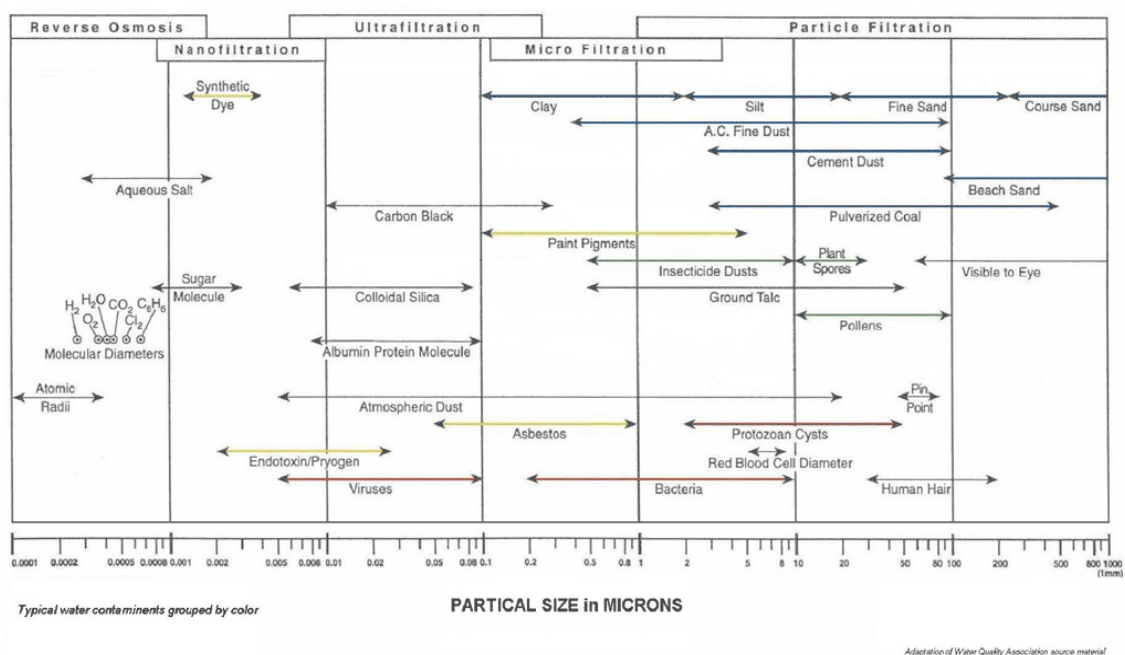 Reverse Osmosis
Ultrafiltration
Particle Filtration
Nanofiltration
Micro Filtration
Synthetic
Dye
Clay
Silt
Fine Sand
Course Sand
A.C. Fine Dust
Cement Dust
Aqueous Salt
Beach Sand
Carbon Black
Pulverized Coal
Paint Pigments
Insecticide Dusts
Plant
Spores
Visible to Eye
Sugar
Molecule
Colloidal Silica
Ground Talc
H2 H2O CO2 C6H6
O2 Cl2
Pollens
Molecular Diameters
Albumin Protein Molecule
Atomic
Radii
Atmospheric Dust
Pin
Point
Asbestos
Protozoan Cysts
Endotoxin/Pryogen
Red Blood Cell Diameter
Viruses
Bacteria
Human Hair
0.0001 0.0002 0.0005 0.0008 0.001 0.002 0.005 0.008 0.01 0.02 0.05 0.08 0.1 0.2 0.5 0.8 1 2 5 8 10 20 50 80 100 200 500 800 1000
(1mm)
Typical water contaminents grouped by color
PARTICAL SIZE in MICRONS
Adaptation of Water Quality Association source material